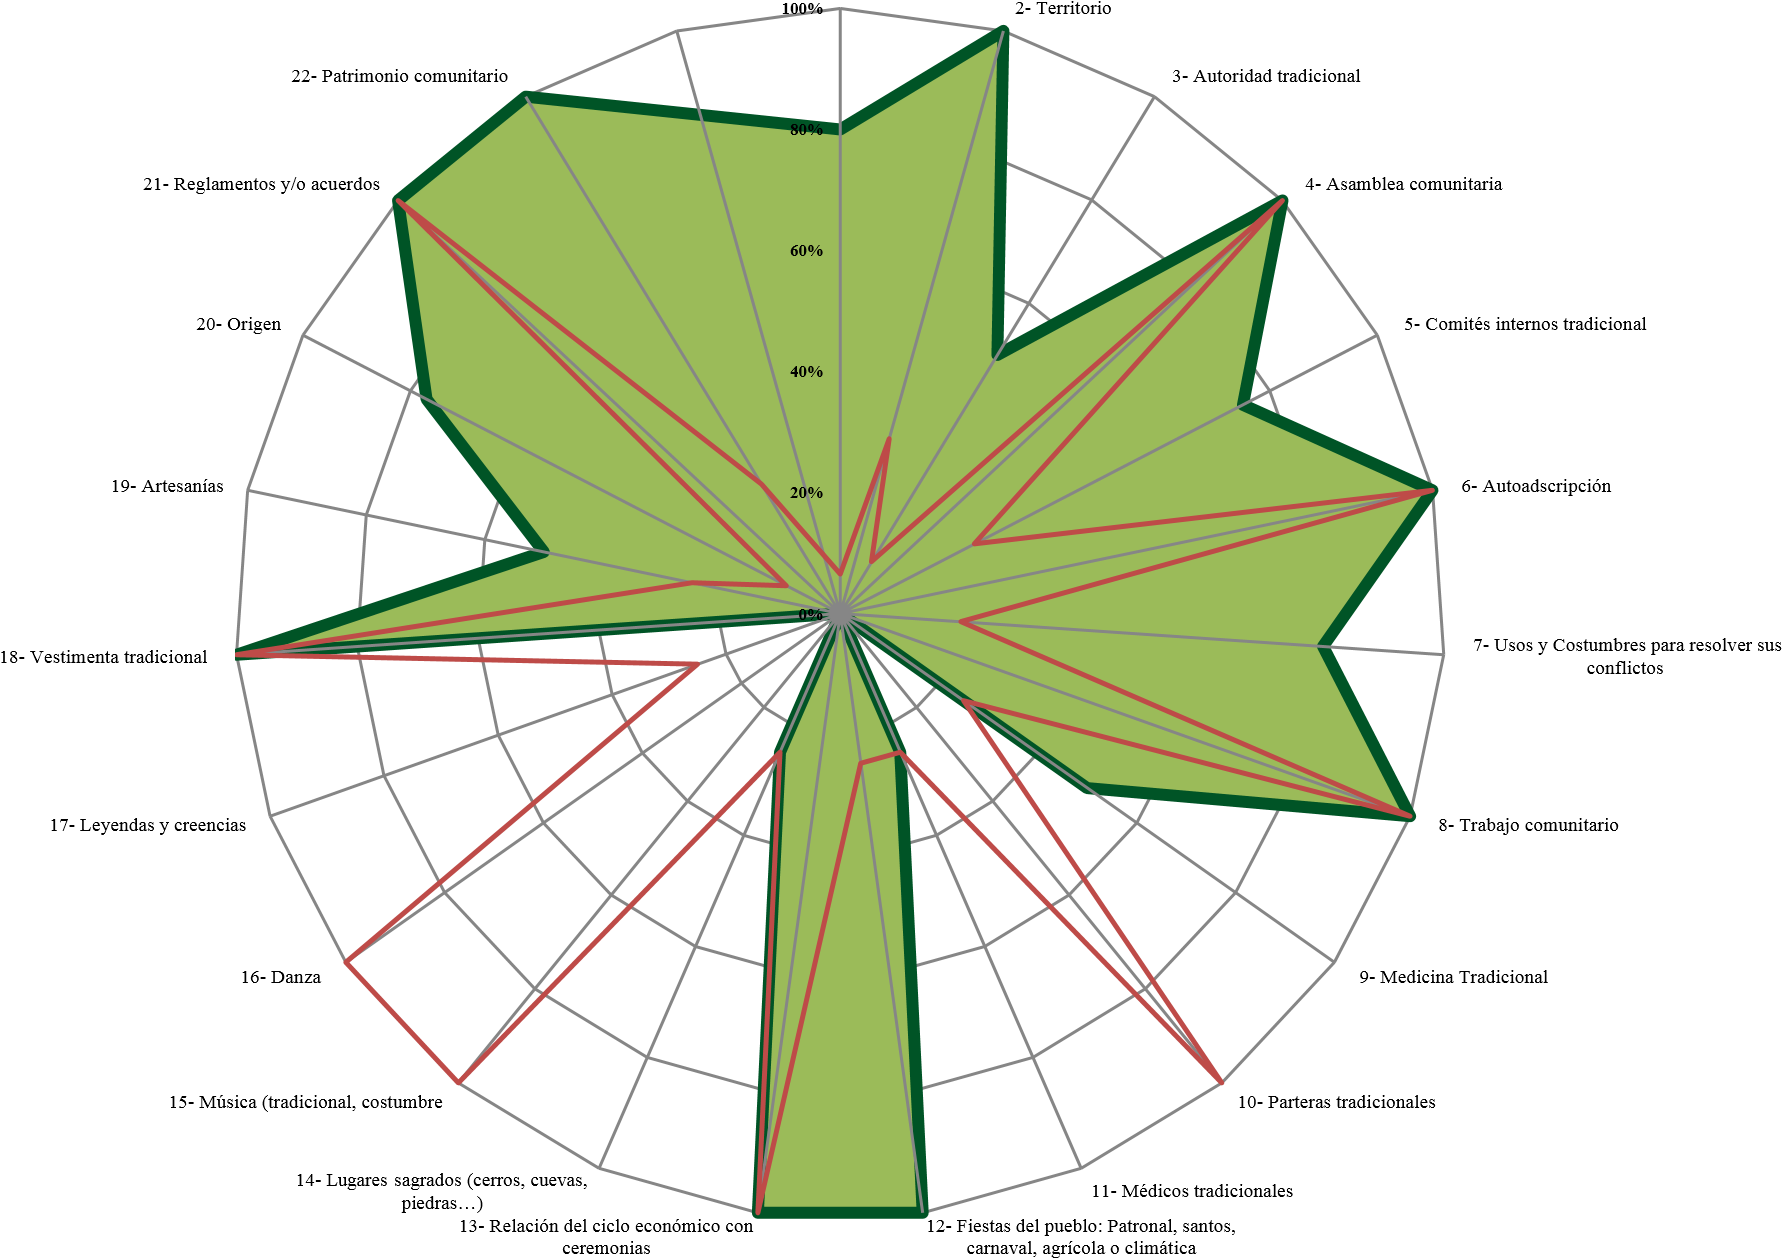 100%
80%
60%
40%
20%
0%
2- Territorio
3- Autoridad tradicional
4- Asamblea comunitaria
5- Comités internos tradicional
6- Autoadscripción
7- Usos y Costumbres para resolver sus
conflictos
8- Trabajo comunitario
9- Medicina Tradicional
10- Parteras tradicionales
11- Médicos tradicionales
12- Fiestas del pueblo: Patronal, santos,
carnaval, agrícola o climática
13- Relación del ciclo económico con
ceremonias
14- Lugares sagrados (cerros, cuevas,
piedras…)
15- Música (tradicional, costumbre
16- Danza
17- Leyendas y creencias
18- Vestimenta tradicional
19- Artesanías
20- Origen
21- Reglamentos y/o acuerdos
22- Patrimonio comunitario